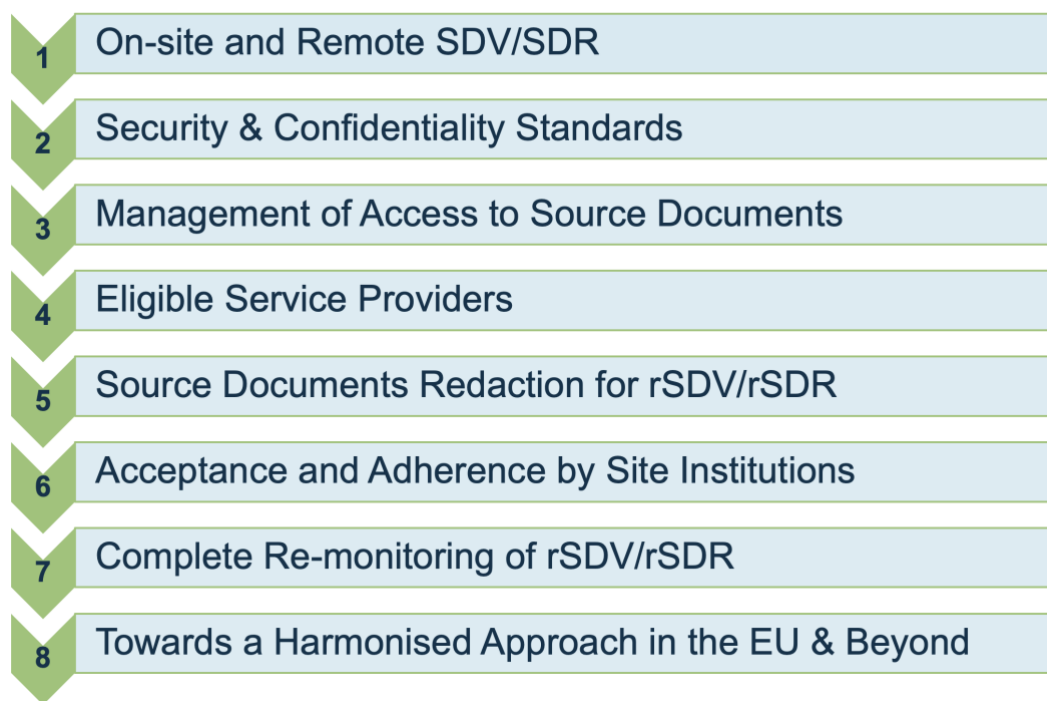 1 On-site and Remote SDV/SDR
2 Security & Confidentiality Standards
3 Management of Access to Source Documents
4 Eligible Service Providers
5 Source Documents Redaction for rSDV/rSDR
6 Acceptance and Adherence by Site Institutions
7 Complete Re-monitoring of rSDV/rSDR
8 Towards a Harmonised Approach in the EU & Beyond